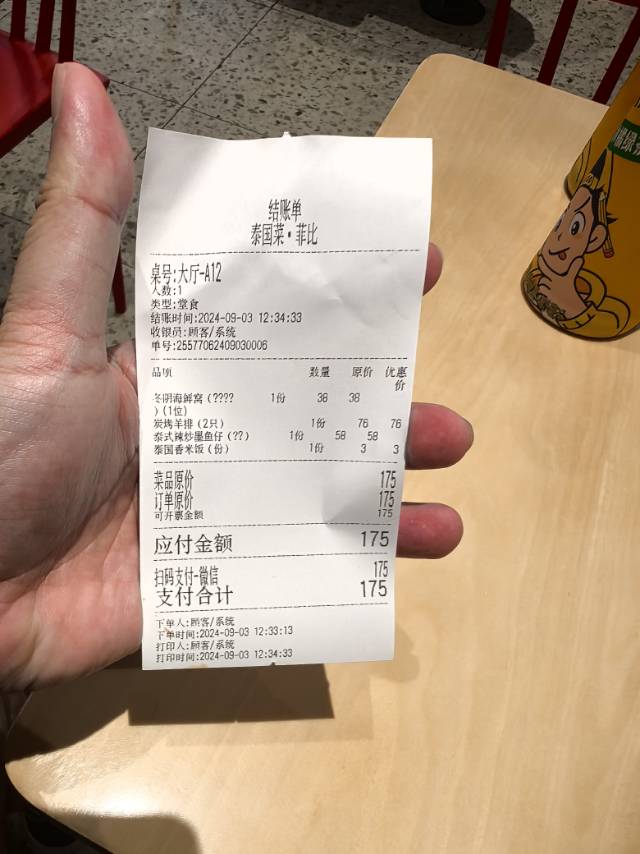 结账单
泰国菜·菲比
桌号:大厅-A12
人数:1
类型:堂食
结账时间:2024-09-03 12:34:33
收银员:顾客/系统
单号:2557706240903​0006
品项 数量 原价 优惠价
冬阴海鲜窝(???? 1份 38 38
)(1位)
炭烤羊排(2只) 1份 76 76
泰式辣炒墨鱼仔(??) 1份 58 58
泰国香米饭(份) 1份 3 3
菜品原价 175
订单原价 175
可开票金额 175
应付金额 175
扫码支付-微信 175
支付合计 175
下单人:顾客/系统
下单时间:2024-09-03 12:33:13
打印人:顾客/系统
打印时间:2024-09-03 12:34:33